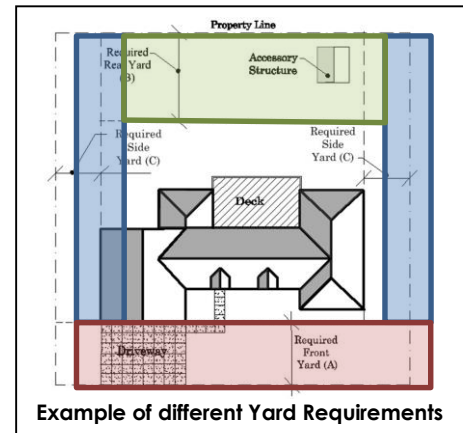 Property Line
Required
Rear Yard
(B)
Accessory
Structure
Required
Side
Yard (C)
Required
Side
Yard (C)
Deck
Driveway
Required
Front
Yard (A)
Example of different Yard Requirements